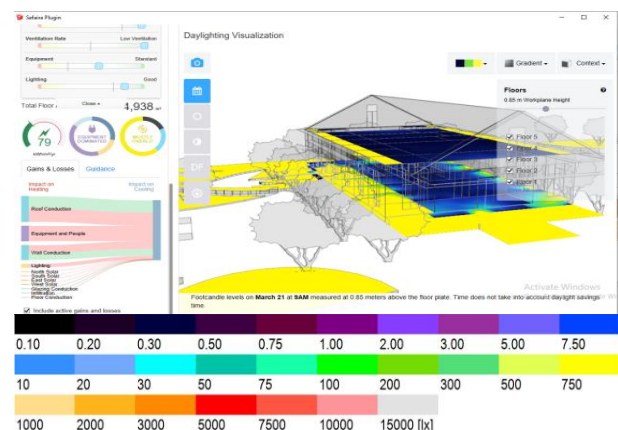 Sefaira Plugin
Ventilation Rate Low Ventilation
Equipment Standard
Lighting Good
Total Floor Close 4,938
79
EQUIPMENT DOMINATED
MOSTLY OVERLIT
Gains & Losses Guidance
Impact on Heating Impact on Cooling
Roof Conduction
Equipment and People
Wall Conduction
Lighting
North Solar
South Solar
East Solar
West Solar
Glazing Conduction
Infiltration
Floor Conduction
Include active gains and losses
Daylighting Visualization
Gradient Context
DF
Floors
0.85 m Workplane Height
Floor 5
Floor 4
Floor 3
Floor 2
Floor 1
Activate Windows
Footcandle levels on March 21 at 9AM measured at 0.85 meters above the floor plate. Time does not take into account daylight savings
time.
0.10 0.20 0.30 0.50 0.75 1.00 2.00 3.00 5.00 7.50
10 20 30 50 75 100 200 300 500 750
1000 2000 3000 5000 7500 10000 15000 [lx]